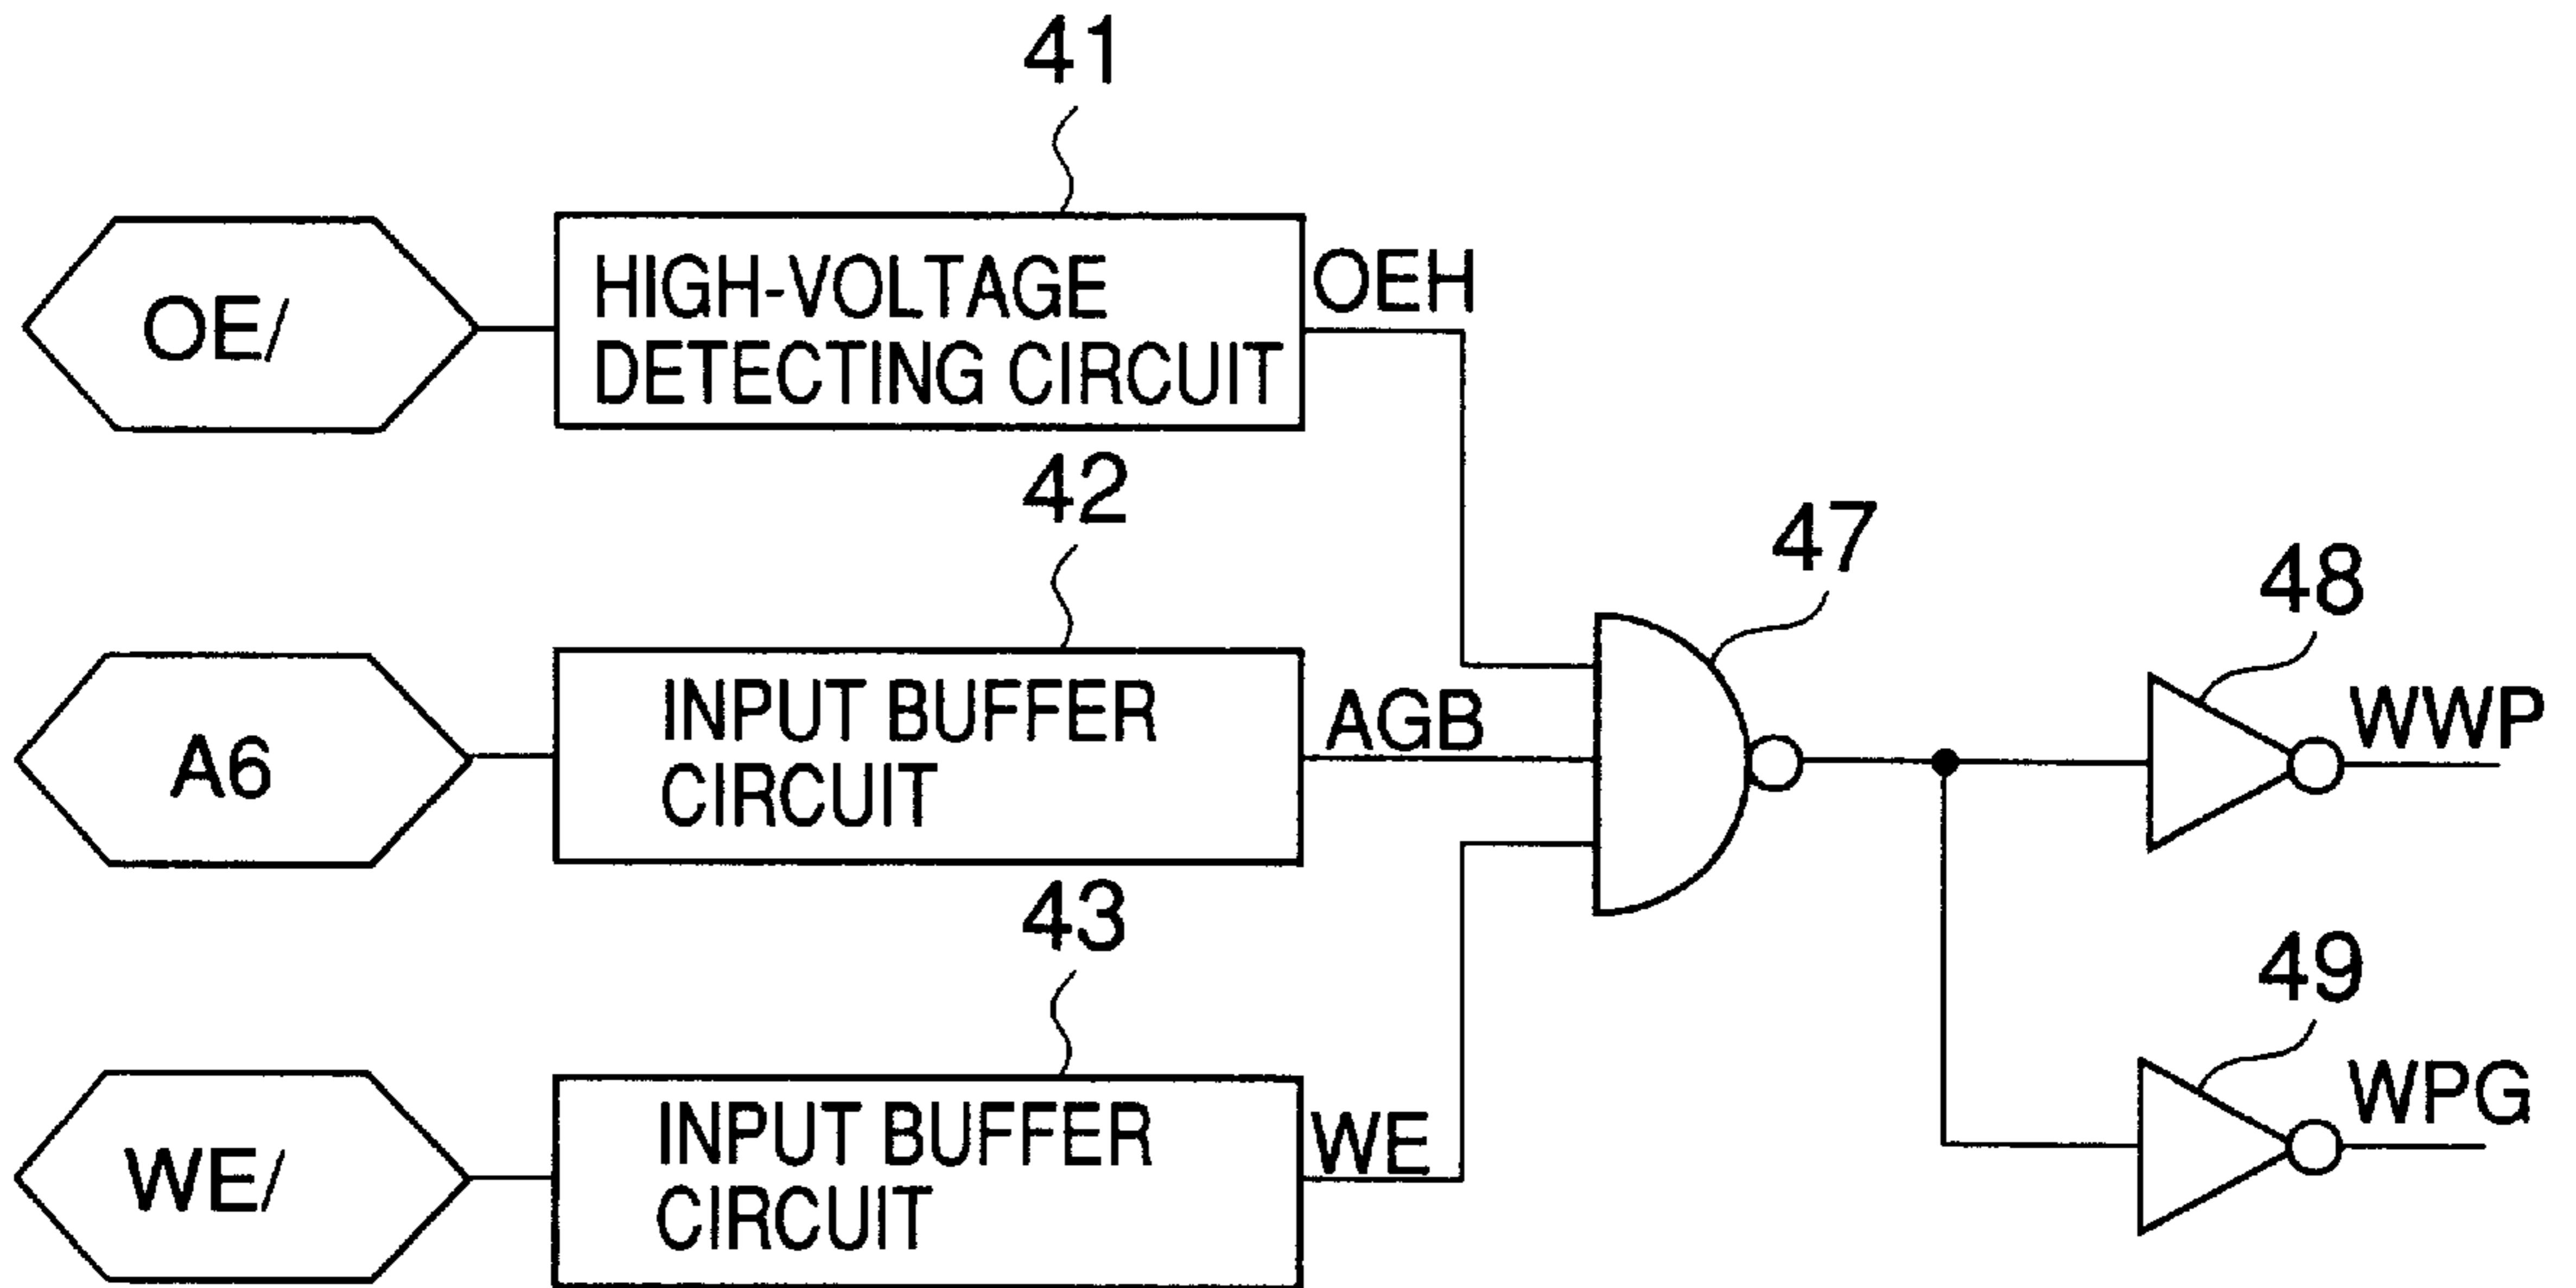 41
OE/
HIGH-VOLTAGE
DETECTING CIRCUIT
OEH
42
A6
INPUT BUFFER
CIRCUIT
AGB
47
48
WWP
43
WE/
INPUT BUFFER
CIRCUIT
WE
49
WPG